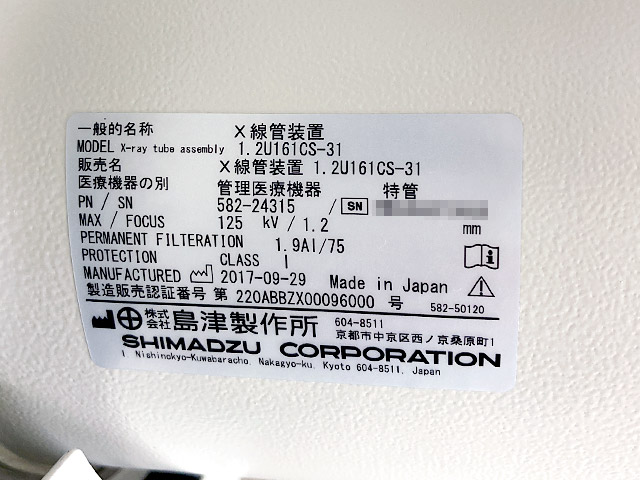 一般的名称 X線管装置
MODEL X-ray tube assembly 1.2U161CS-31
販売名 X線管装置 1.2U161CS-31
医療機器の別 管理医療機器 特管
PN / SN 582-24315 / SN
MAX / FOCUS 125 kV / 1.2 mm
PERMANENT FILTERATION 1.9Al/75
PROTECTION CLASS I
MANUFACTURED 2017-09-29 Made in Japan
製造販売認証番号 第 220ABBZX00096000 号 582-50120
株式会社 島津製作所 604-8511
京都市中京区西ノ京桑原町1
SHIMADZU CORPORATION
1, Nishinokyo-Kuwabaracho, Nakagyo-ku, Kyoto 604-8511, Japan